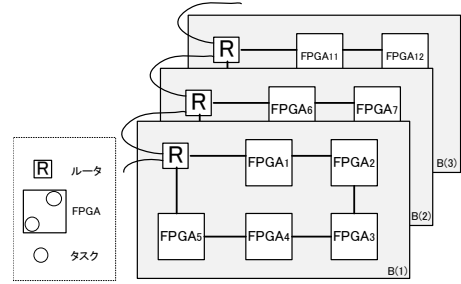 R FPGA11 FPGA12
B(3)
R FPGA6 FPGA7
B(2)
R FPGA1 FPGA2
FPGA5 FPGA4 FPGA3
B(1)
R ルータ
FPGA
タスク